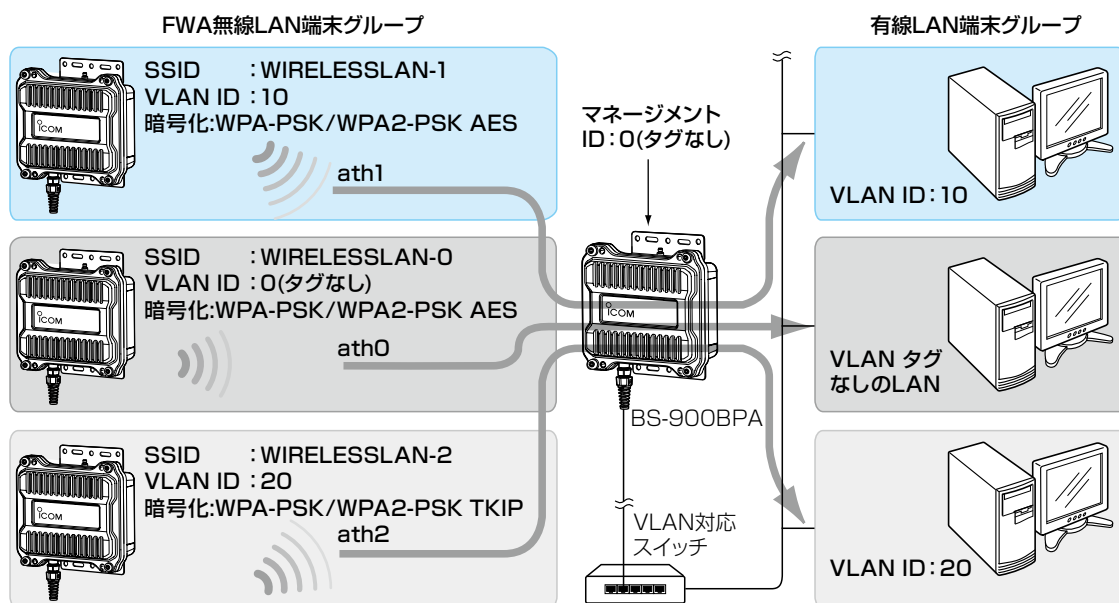 FWA無線LAN端末グループ
有線LAN端末グループ
SSID :WIRELESSLAN-1
VLAN ID :10
暗号化:WPA-PSK/WPA2-PSK AES
ath1
ICOM
マネージメント
ID:0(タグなし)
VLAN ID:10
SSID :WIRELESSLAN-0
VLAN ID :0(タグなし)
暗号化:WPA-PSK/WPA2-PSK AES
ath0
ICOM
ICOM
BS-900BPA
VLAN タグ
なしのLAN
SSID :WIRELESSLAN-2
VLAN ID :20
暗号化:WPA-PSK/WPA2-PSK TKIP
ath2
ICOM
VLAN対応
スイッチ
VLAN ID:20